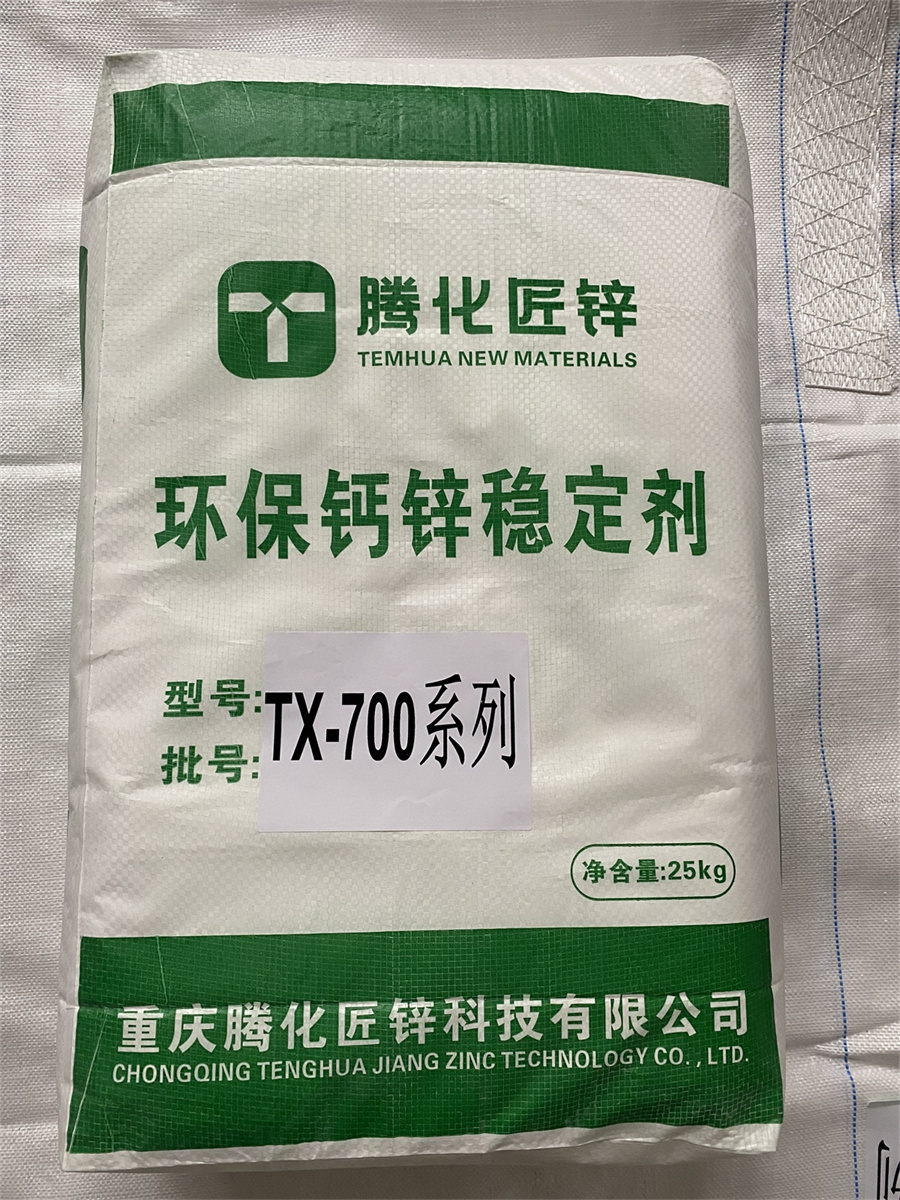 腾化匠锌
TEMHUA NEW MATERIALS
环保钙锌稳定剂
型号:TX-700系列
批号:
净含量:25kg
重庆腾化匠锌科技有限公司
CHONGQING TENGHUA JIANG ZINC TECHNOLOGY CO.,LTD.